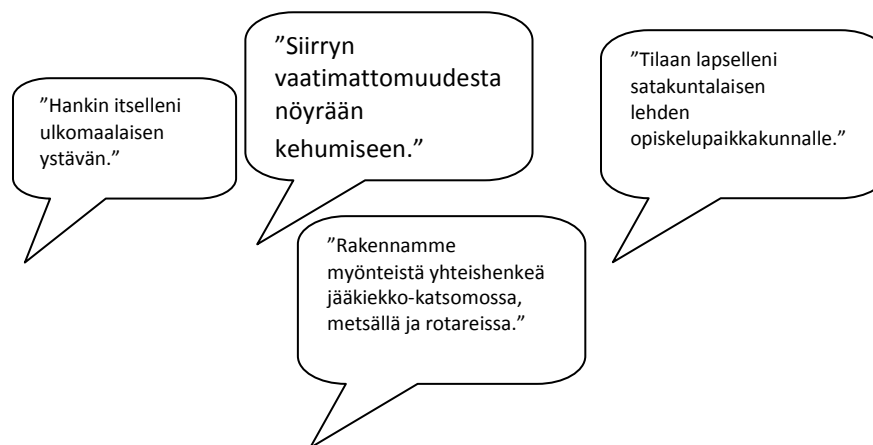 ”Hankin itselleni
ulkomaalaisen
ystävän.”
”Siirryn
vaatimattomuudesta
nöyrään
kehumiseen.”
”Tilaan lapselleni
satakuntalaisen
lehden
opiskelupaikkakunnalle.”
”Rakennamme
myönteistä yhteishenkeä
jääkiekko-katsomossa,
metsällä ja rotareissa.”